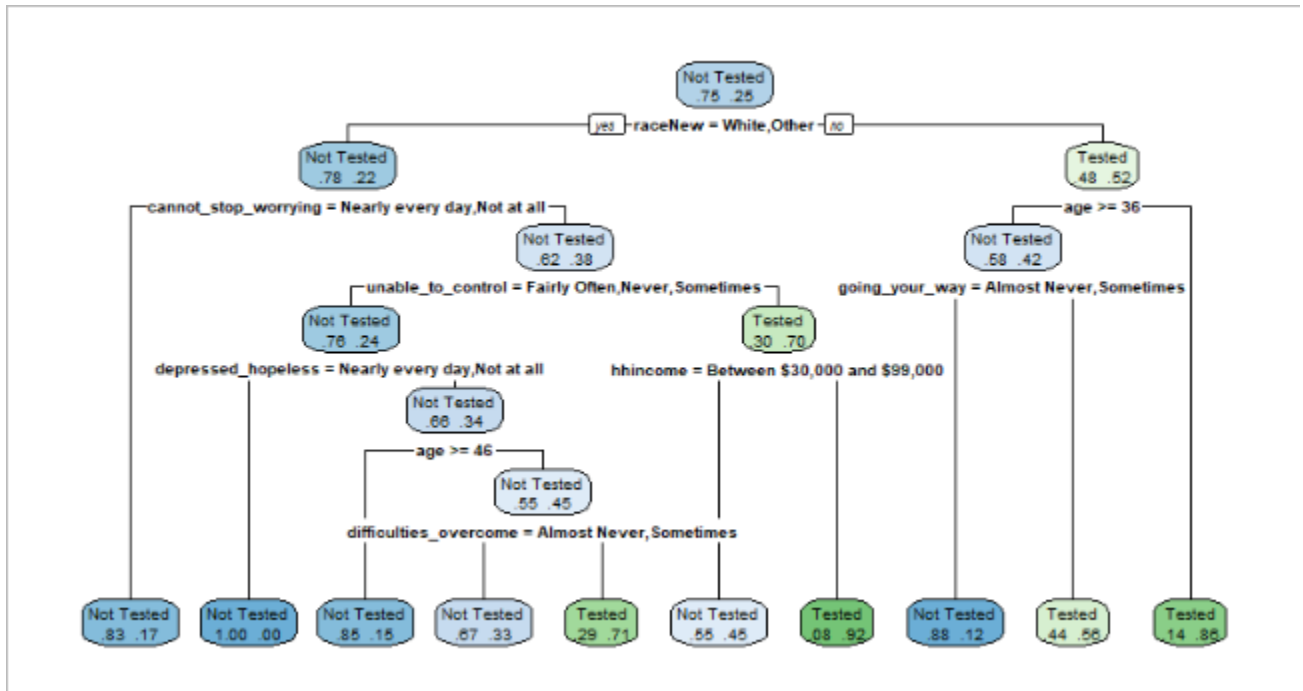 Not Tested
.75 .25
yes raceNew = White,Other no
Not Tested
.78 .22
Tested
.48 .52
cannot_stop_worrying = Nearly every day,Not at all
age >= 36
Not Tested
.62 .38
Not Tested
.58 .42
unable_to_control = Fairly Often,Never,Sometimes
going_your_way = Almost Never,Sometimes
Not Tested
.76 .24
Tested
.30 .70
depressed_hopeless = Nearly every day,Not at all
hhincome = Between $30,000 and $99,000
Not Tested
.66 .34
age >= 46
Not Tested
.55 .45
difficulties_overcome = Almost Never,Sometimes
Not Tested
.83 .17
Not Tested
1.00 .00
Not Tested
.85 .15
Not Tested
.67 .33
Tested
.29 .71
Not Tested
.55 .45
Tested
.08 .92
Not Tested
.88 .12
Tested
.44 .56
Tested
.14 .86